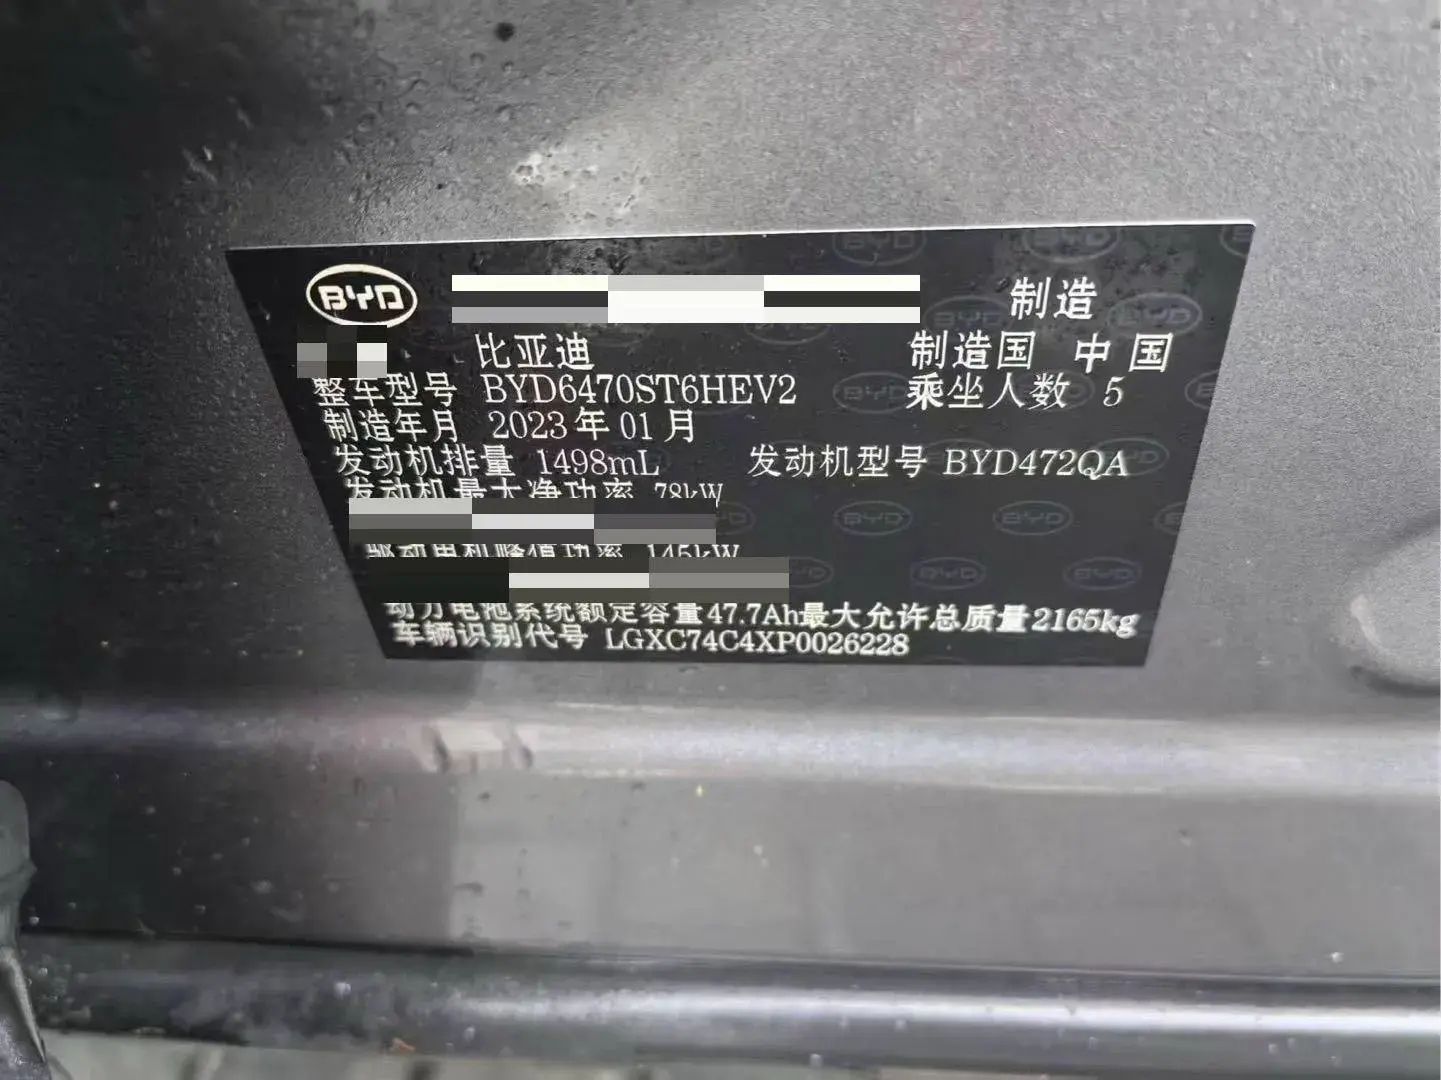 BYD 制造
比亚迪 制造国 中国
整车型号 BYD6470ST6HEV2 乘坐人数 5
制造年月 2023年01月
发动机排量 1498mL 发动机型号 BYD472QA
发动机最大净功率 78kW
驱动电机峰值功率 145kW
动力电池系统额定容量47.7Ah最大允许总质量2165kg
车辆识别代号 LGXC74C4XP0026228